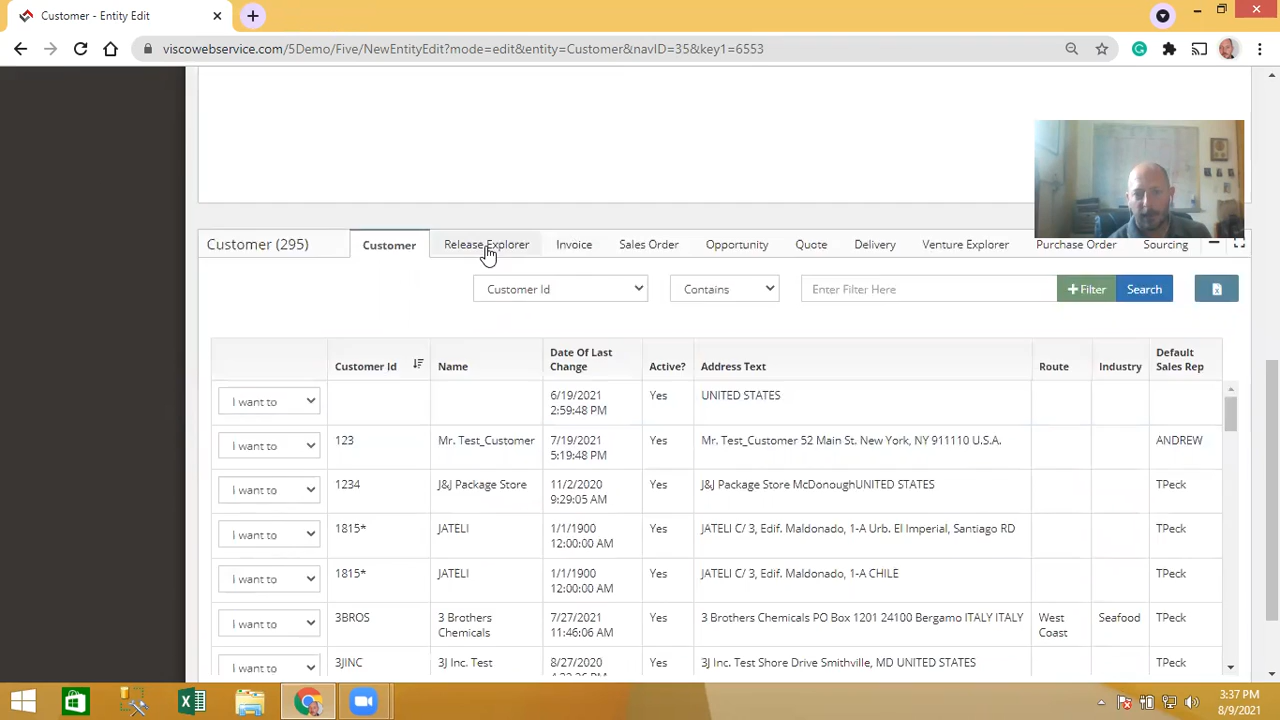 Customer - Entity Edit
viscowebservice.com/5Demo/Five/NewEntityEdit?mode=edit&entity=Customer&navID=35&key1=6553
Customer (295) Customer Release Explorer Invoice Sales Order Opportunity Quote Delivery Venture Explorer Purchase Order Sourcing
Customer Id Contains Enter Filter Here +Filter Search
Customer Id Name Date Of Last Change Active? Address Text Route Industry Default Sales Rep
I want to 6/19/2021 2:59:48 PM Yes UNITED STATES
I want to 123 Mr. Test_Customer 7/19/2021 5:19:48 PM Yes Mr. Test_Customer 52 Main St. New York, NY 911110 U.S.A. ANDREW
I want to 1234 J&J Package Store 11/2/2020 9:29:05 AM Yes J&J Package Store McDonoughUNITED STATES TPeck
I want to 1815* JATELI 1/1/1900 12:00:00 AM Yes JATELI C/ 3, Edif. Maldonado, 1-A Urb. El Imperial, Santiago RD TPeck
I want to 1815* JATELI 1/1/1900 12:00:00 AM Yes JATELI C/ 3, Edif. Maldonado, 1-A CHILE TPeck
I want to 3BROS 3 Brothers Chemicals 7/27/2021 11:46:06 AM Yes 3 Brothers Chemicals PO Box 1201 24100 Bergamo ITALY ITALY West Coast Seafood TPeck
I want to 3JINC 3J Inc. Test 8/27/2020 Yes 3J Inc. Test Shore Drive Smithville, MD UNITED STATES TPeck
3:37 PM
8/9/2021